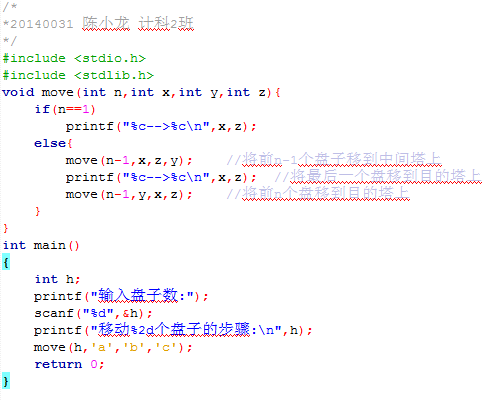 /*
*20140031 陈小龙 计科2班
*/
#include <stdio.h>
#include <stdlib.h>
void move(int n,int x,int y,int z){
    if(n==1)
        printf("%c-->%c\n",x,z);
    else{
        move(n-1,x,z,y);    //将前n-1个盘子移到中间塔上
        printf("%c-->%c\n",x,z);  //将最后一个盘移到目的塔上
        move(n-1,y,x,z);    //将前n个盘移到目的塔上
    }
}
int main()
{
    int h;
    printf("输入盘子数:");
    scanf("%d",&h);
    printf("移动%2d个盘子的步骤:\n",h);
    move(h,'a','b','c');
    return 0;
}